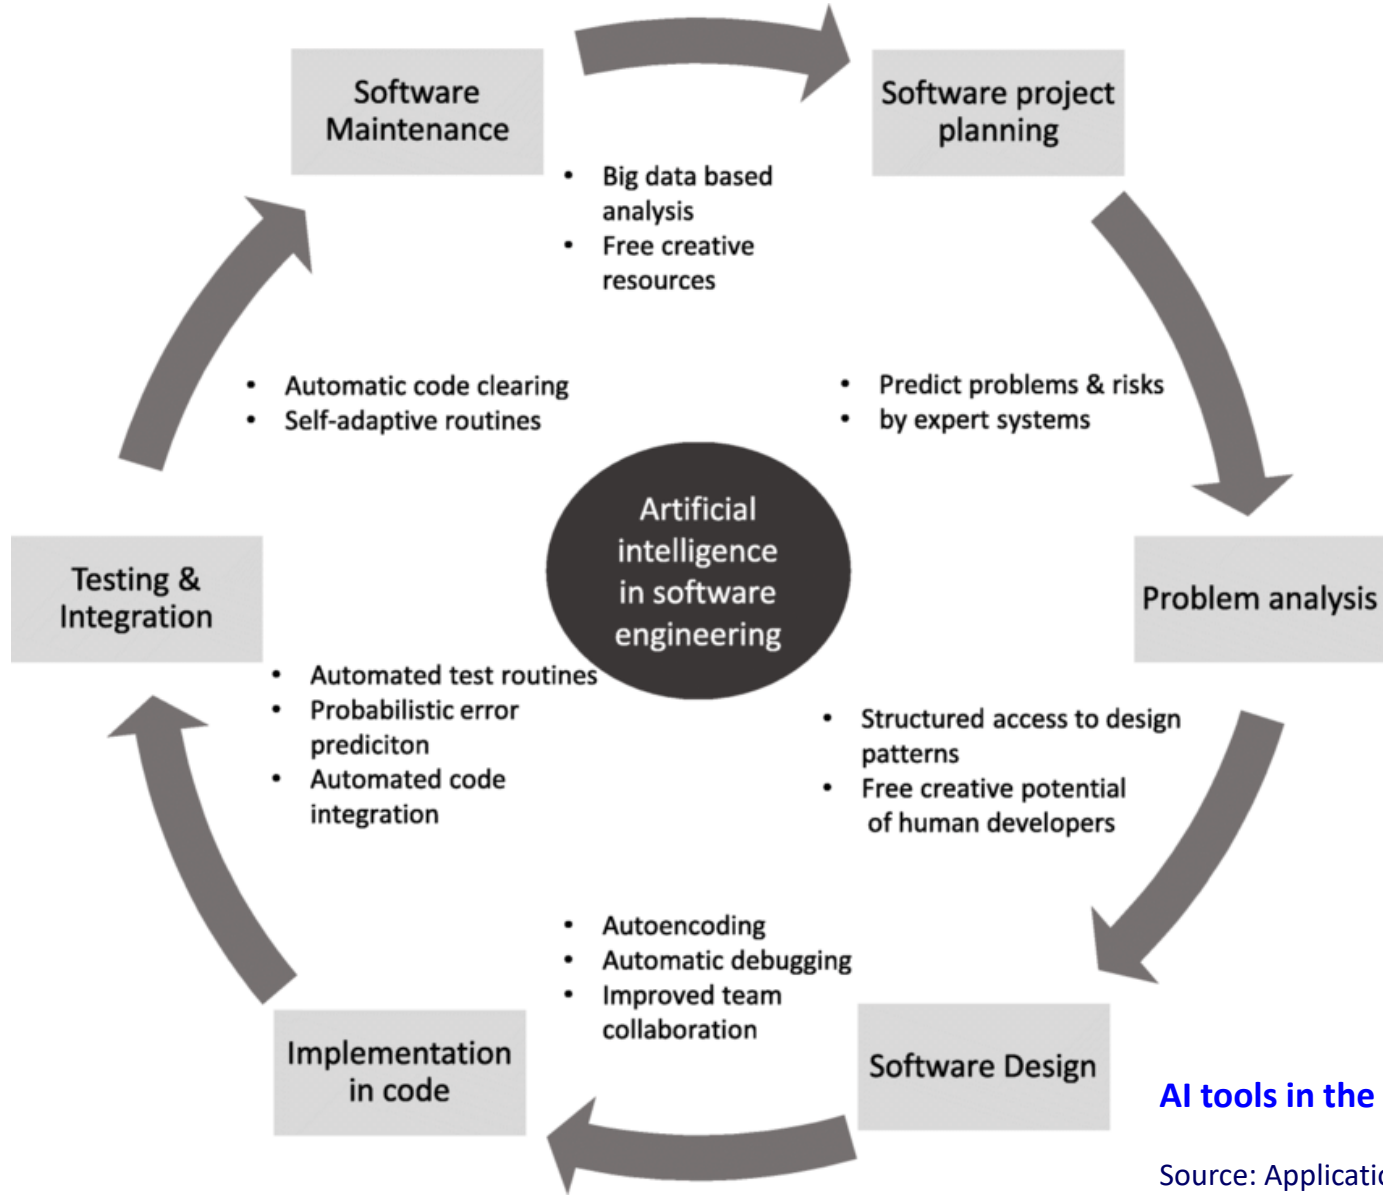 Software
Maintenance
Software project
planning
• Big data based
analysis
• Free creative
resources
• Automatic code clearing
• Self-adaptive routines
• Predict problems & risks
• by expert systems
Artificial
intelligence
in software
engineering
Testing &
Integration
Problem analysis
• Automated test routines
• Probabilistic error
prediciton
• Automated code
integration
• Structured access to design
patterns
• Free creative potential
of human developers
• Autoencoding
• Automatic debugging
• Improved team
collaboration
Implementation
in code
Software Design
AI tools in the
Source: